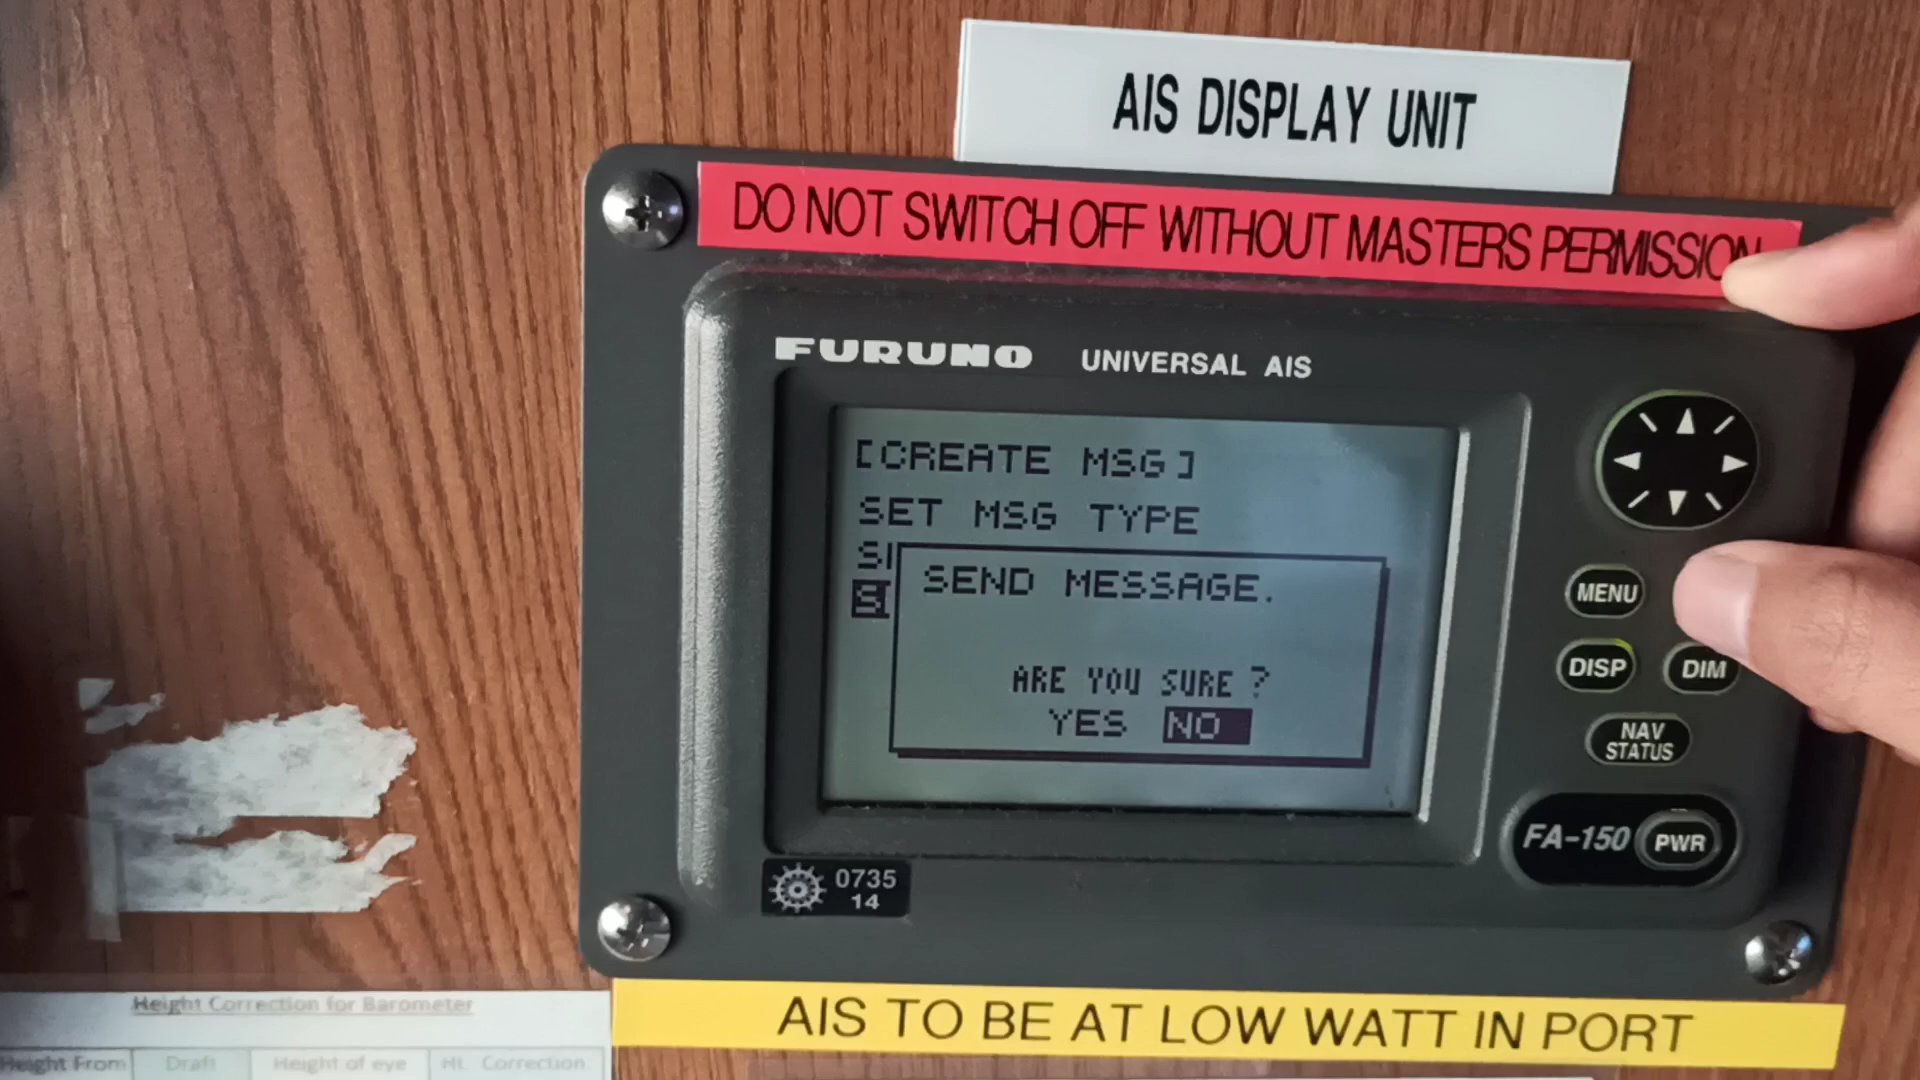 AIS DISPLAY UNIT
DO NOT SWITCH OFF WITHOUT MASTERS PERMISSION
FURUNO UNIVERSAL AIS
[CREATE MSG]
SET MSG TYPE
SEND MESSAGE.
ARE YOU SURE ?
YES NO
MENU
DISP DIM
NAV
STATUS
FA-150 PWR
0735
14
AIS TO BE AT LOW WATT IN PORT
Height Correction for Barometer
Height From Draft Height of eye Ht. Correction